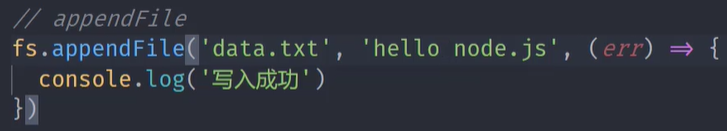 // appendFile
fs.appendFile('data.txt', 'hello node.js', (err) => {
  console.log('写入成功')
})